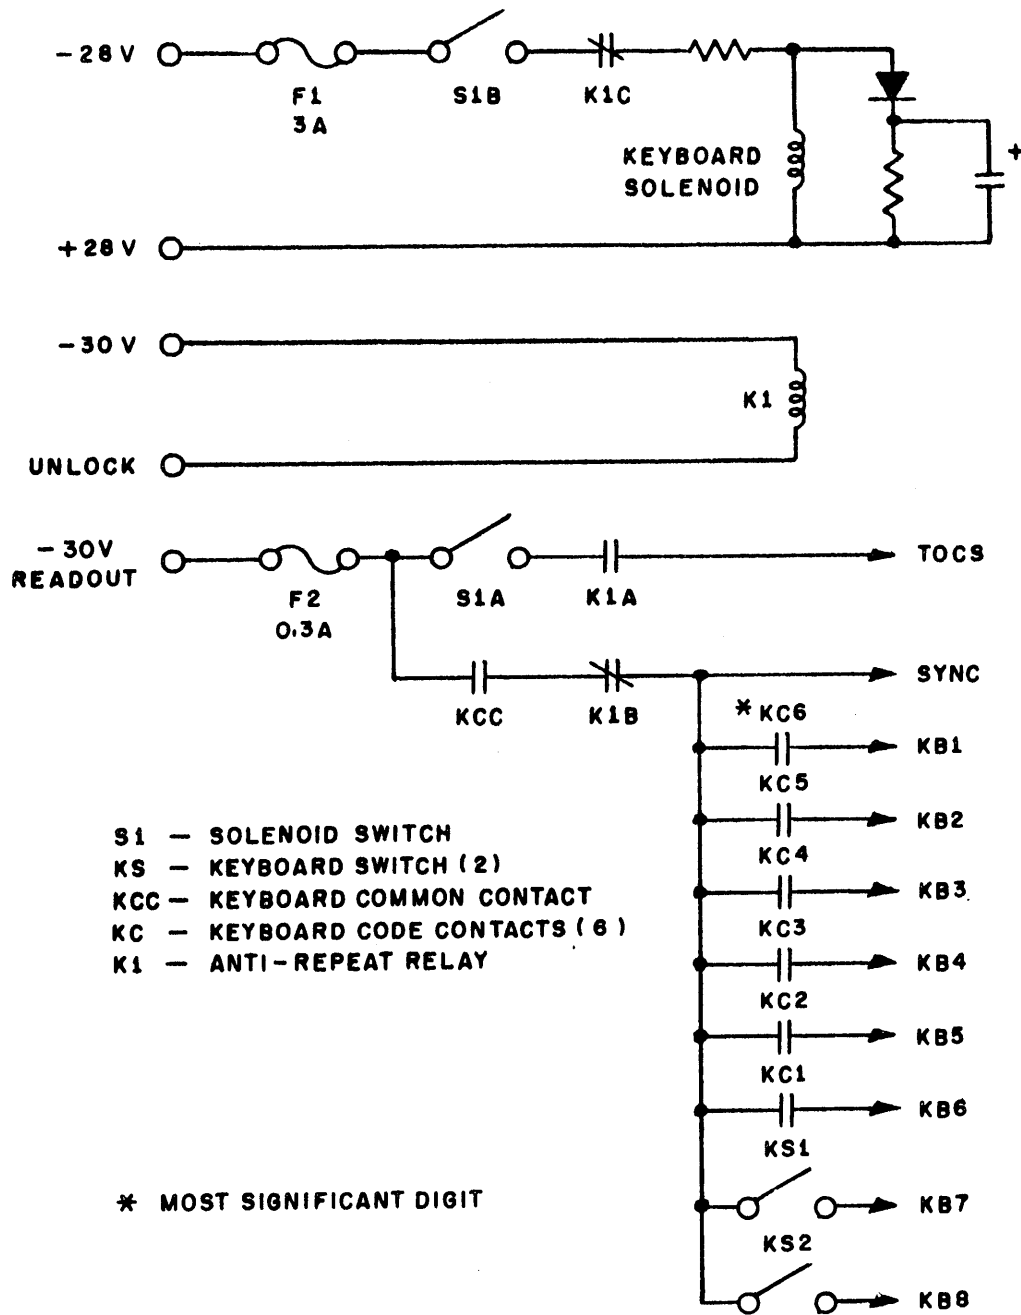 -28V
F1
3A
S1B
K1C
KEYBOARD
SOLENOID
+
+28V
-30V
K1
UNLOCK
-30V
READOUT
F2
0.3A
S1A
K1A
TOCS
KCC
K1B
SYNC
* KC6
KB1
KC5
KB2
KC4
KB3
KC3
KB4
KC2
KB5
KC1
KB6
KS1
KB7
KS2
KB8
S1 — SOLENOID SWITCH
KS — KEYBOARD SWITCH (2)
KCC — KEYBOARD COMMON CONTACT
KC — KEYBOARD CODE CONTACTS (6)
K1 — ANTI-REPEAT RELAY
* MOST SIGNIFICANT DIGIT